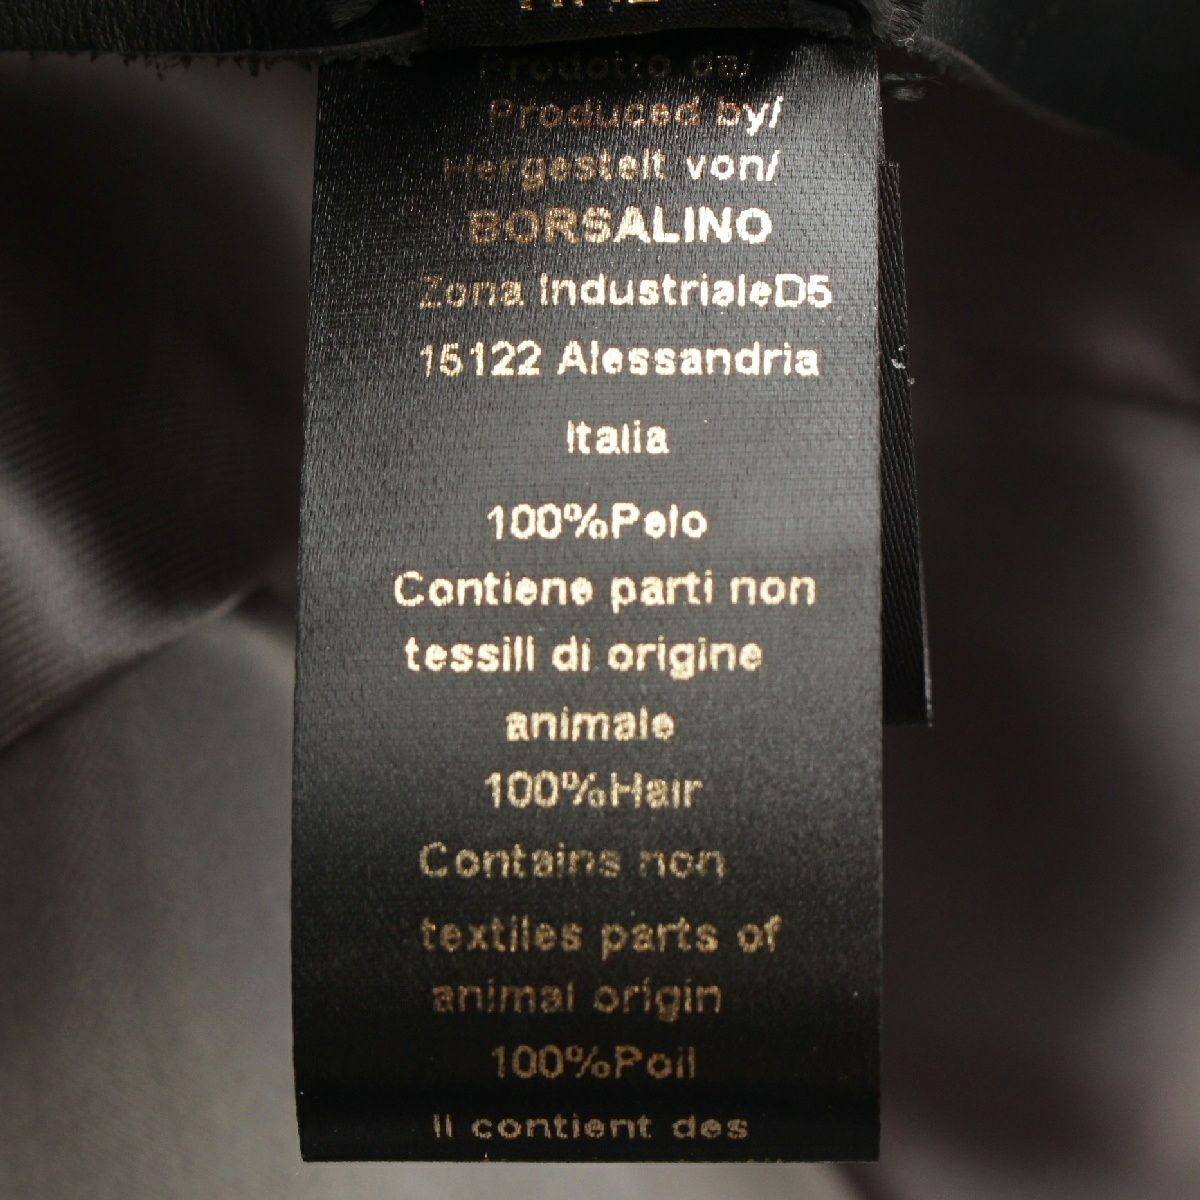 Prodotto da/
Produced by/
Hergestelt von/
BORSALINO
Zona IndustrialeD5
15122 Alessandria
Italia
100%Pelo
Contiene parti non
tessili di origine
animale
100%Hair
Contains non
textiles parts of
animal origin
100%Poil
Il contient des